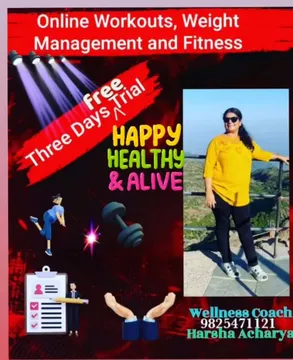 Online Workouts, Weight
Management and Fitness
free
Three Days Trial
HAPPY
HEALTHY
& ALIVE
Wellness Coach
9825471121
Harsha Acharya